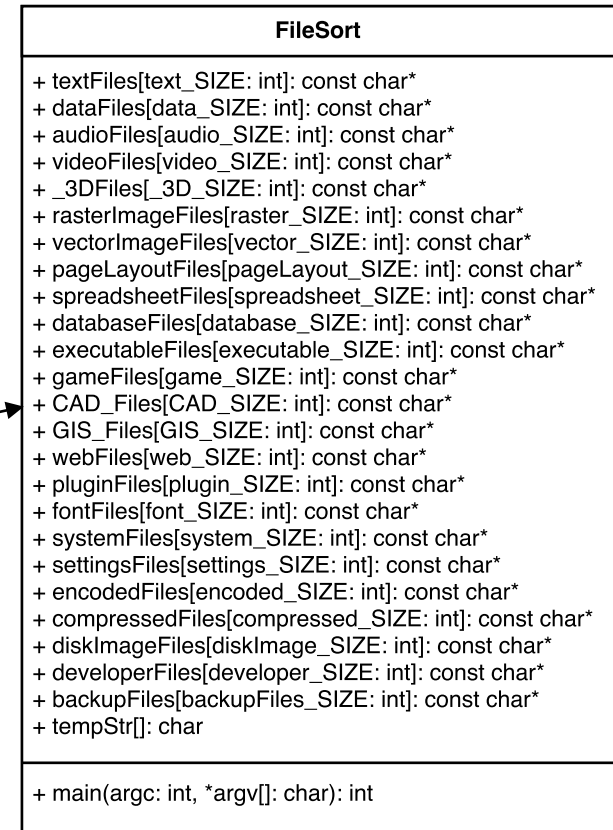 FileSort
+ textFiles[text_SIZE: int]: const char*
+ dataFiles[data_SIZE: int]: const char*
+ audioFiles[audio_SIZE: int]: const char*
+ videoFiles[video_SIZE: int]: const char*
+ _3DFiles[_3D_SIZE: int]: const char*
+ rasterImageFiles[raster_SIZE: int]: const char*
+ vectorImageFiles[vector_SIZE: int]: const char*
+ pageLayoutFiles[pageLayout_SIZE: int]: const char*
+ spreadsheetFiles[spreadsheet_SIZE: int]: const char*
+ databaseFiles[database_SIZE: int]: const char*
+ executableFiles[executable_SIZE: int]: const char*
+ gameFiles[game_SIZE: int]: const char*
+ CAD_Files[CAD_SIZE: int]: const char*
+ GIS_Files[GIS_SIZE: int]: const char*
+ webFiles[web_SIZE: int]: const char*
+ pluginFiles[plugin_SIZE: int]: const char*
+ fontFiles[font_SIZE: int]: const char*
+ systemFiles[system_SIZE: int]: const char*
+ settingsFiles[settings_SIZE: int]: const char*
+ encodedFiles[encoded_SIZE: int]: const char*
+ compressedFiles[compressed_SIZE: int]: const char*
+ diskImageFiles[diskImage_SIZE: int]: const char*
+ developerFiles[developer_SIZE: int]: const char*
+ backupFiles[backupFiles_SIZE: int]: const char*
+ tempStr[]: char
+ main(argc: int, *argv[]: char): int